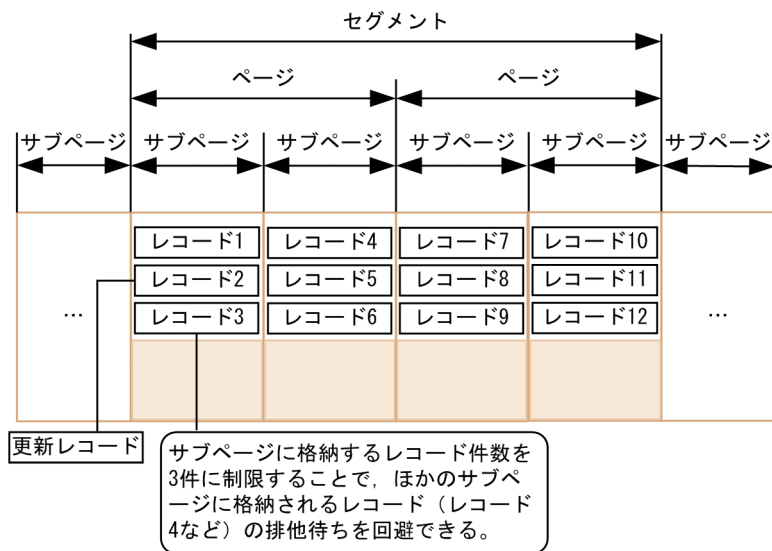 セグメント
ページ ページ
サブページ サブページ サブページ サブページ サブページ サブページ
レコード1 レコード4 レコード7 レコード10
レコード2 レコード5 レコード8 レコード11
… レコード3 レコード6 レコード9 レコード12 …
更新レコード
サブページに格納するレコード件数を
3件に制限することで，ほかのサブペ
ージに格納されるレコード（レコード
4など）の排他待ちを回避できる。